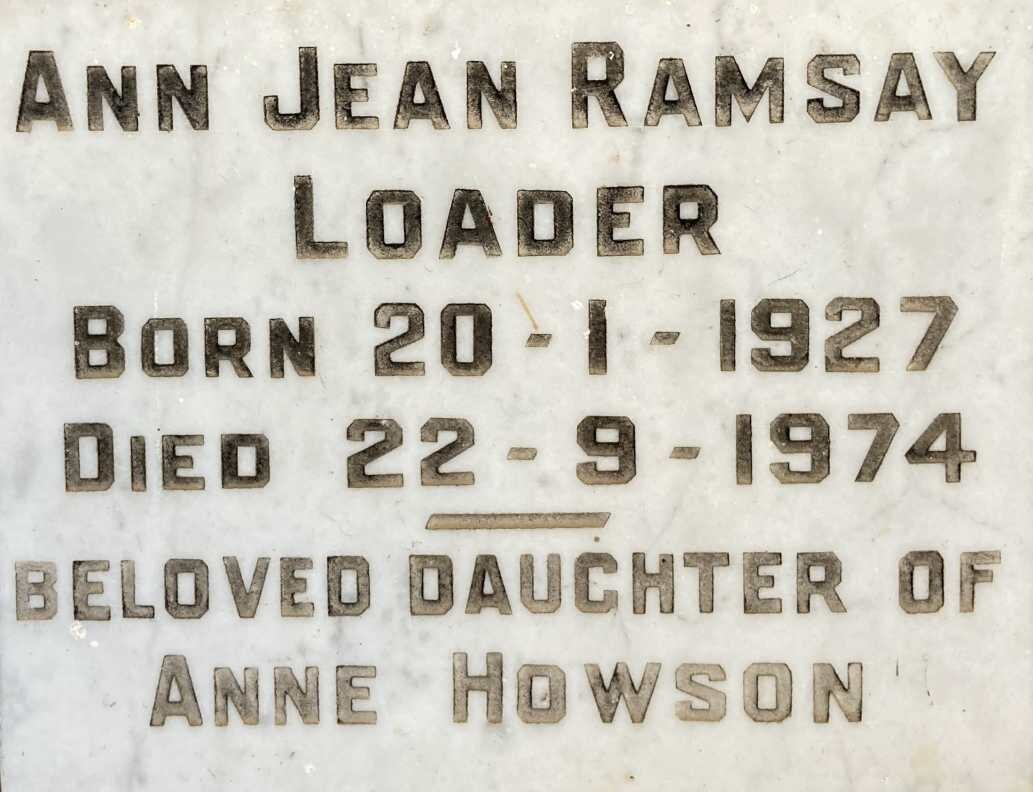 ANN JEAN RAMSAY
LOADER
BORN 20-1-1927
DIED 22-9-1974
BELOVED DAUGHTER OF
ANNE HOWSON